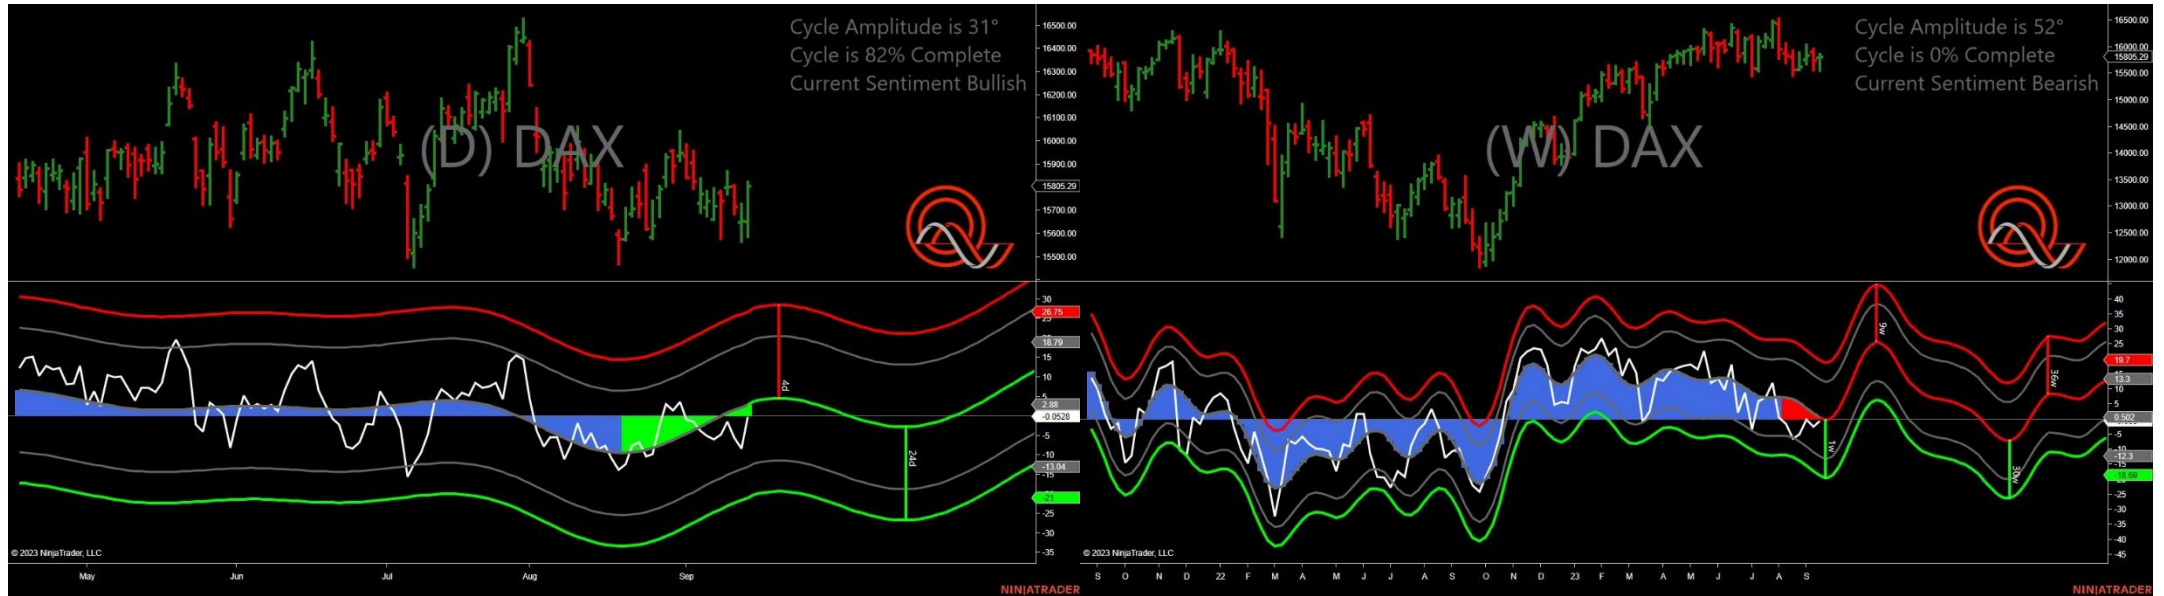 Cycle Amplitude is 31°
Cycle is 82% Complete
Current Sentiment Bullish
(D) DAX
16500.00
16400.00
16300.00
16200.00
16100.00
16000.00
15900.00
15805.29
15700.00
15600.00
15500.00
30
25
26.75
18.79
15
10
5
2.88
-0.0528
-5
-10
-13.04
-21
-25
-30
-35
4d
24d
© 2023 NinjaTrader, LLC
May Jun Jul Aug Sep
NINJATRADER
Cycle Amplitude is 52°
Cycle is 0% Complete
Current Sentiment Bearish
(W) DAX
16500.00
16000.00
15805.29
15500.00
15000.00
14500.00
14000.00
13500.00
13000.00
12500.00
12000.00
40
35
30
25
19.7
13.3
10
5
0.502
-5
-12.3
-15
-18.69
-25
-30
-35
-40
-45
9w
36w
1w
30w
© 2023 NinjaTrader, LLC
S O N D 22 F M A M J J A S O N D 23 F M A M J J A S
NINJATRADER